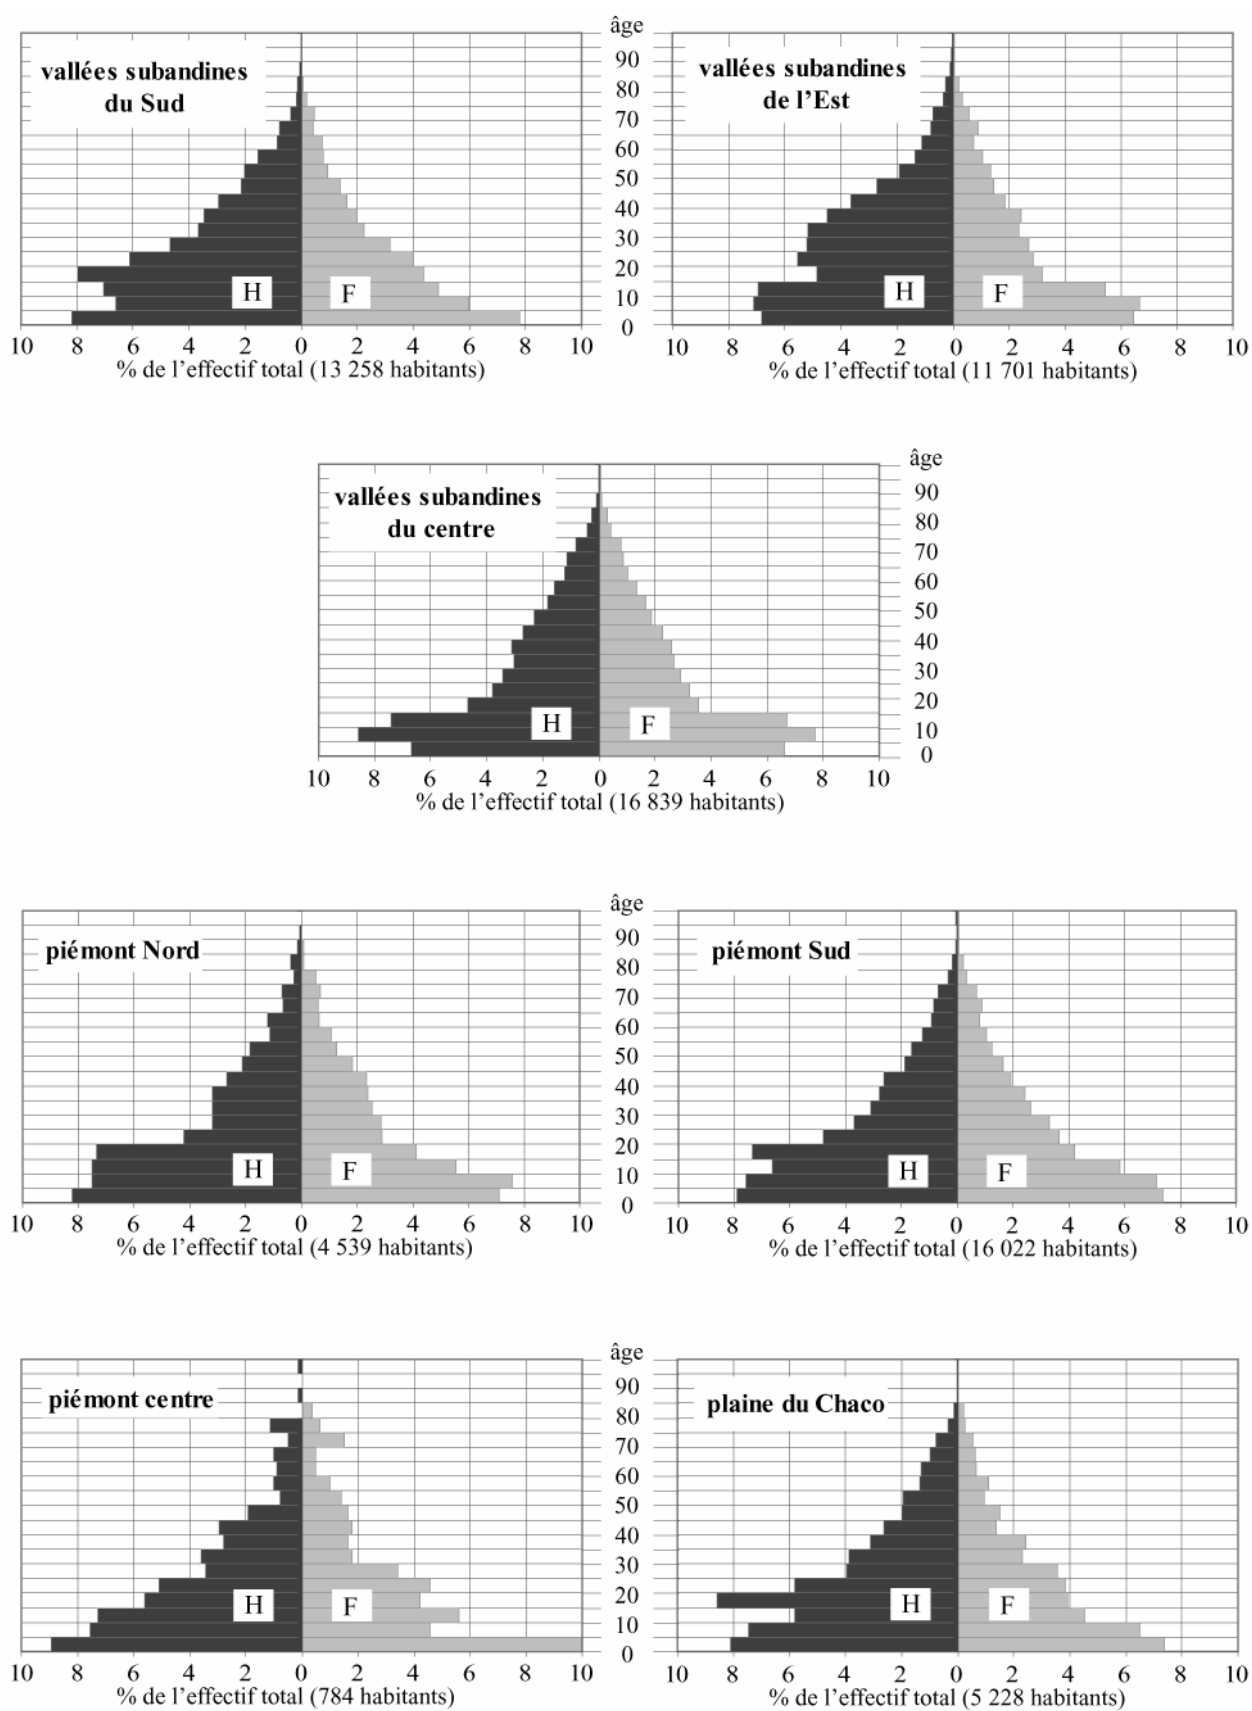 âge
vallées subandines
du Sud
vallées subandines
de l'Est
90
80
70
60
50
40
30
20
10
0
H F
H F
10 8 6 4 2 0 2 4 6 8 10
10 8 6 4 2 0 2 4 6 8 10
% de l'effectif total (13 258 habitants)
% de l'effectif total (11 701 habitants)
âge
vallées subandines
du centre
90
80
70
60
50
40
30
20
10
0
H F
10 8 6 4 2 0 2 4 6 8 10
% de l'effectif total (16 839 habitants)
âge
piémont Nord
piémont Sud
90
80
70
60
50
40
30
20
10
0
H F
H F
10 8 6 4 2 0 2 4 6 8 10
10 8 6 4 2 0 2 4 6 8 10
% de l'effectif total (4 539 habitants)
% de l'effectif total (16 022 habitants)
âge
piémont centre
plaine du Chaco
90
80
70
60
50
40
30
20
10
0
H F
H F
10 8 6 4 2 0 2 4 6 8 10
10 8 6 4 2 0 2 4 6 8 10
% de l'effectif total (784 habitants)
% de l'effectif total (5 228 habitants)